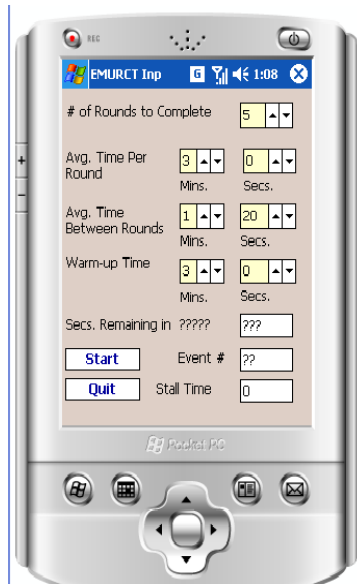 REC
EMURCT Inp G 1:08
# of Rounds to Complete 5
Avg. Time Per Round 3 0
Mins. Secs.
Avg. Time Between Rounds 1 20
Mins. Secs.
Warm-up Time 3 0
Mins. Secs.
Secs. Remaining in ????? ???
Start Event # ??
Quit Stall Time 0
Pocket PC
+
-